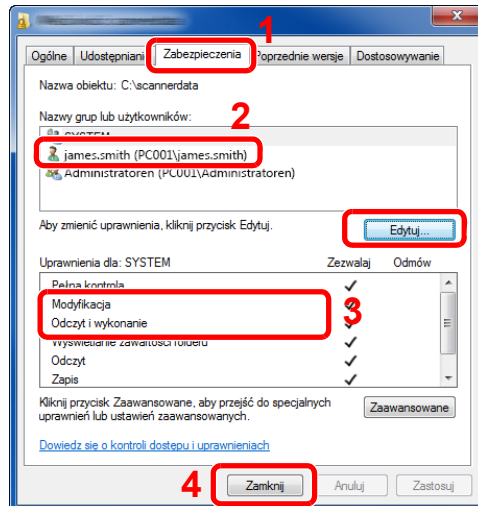 1
Ogólne Udostępniani Zabezpieczenia Poprzednie wersje Dostosowywanie
Nazwa obiektu: C:\scannerdata
Nazwy grup lub użytkowników:
2
SYSTEM
james.smith (PC001\james.smith)
Administratoren (PC001\Administratoren)
Aby zmienić uprawnienia, kliknij przycisk Edytuj.
Edytuj...
Uprawnienia dla: SYSTEM Zezwalaj Odmów
Pełna kontrola
Modyfikacja
3
Odczyt i wykonanie
Wyświetlanie zawartości folderu
Odczyt
Zapis
Kliknij przycisk Zaawansowane, aby przejść do specjalnych
uprawnień lub ustawień zaawansowanych.
Zaawansowane
Dowiedz się o kontroli dostępu i uprawnieniach
4
Zamknij Anuluj Zastosuj